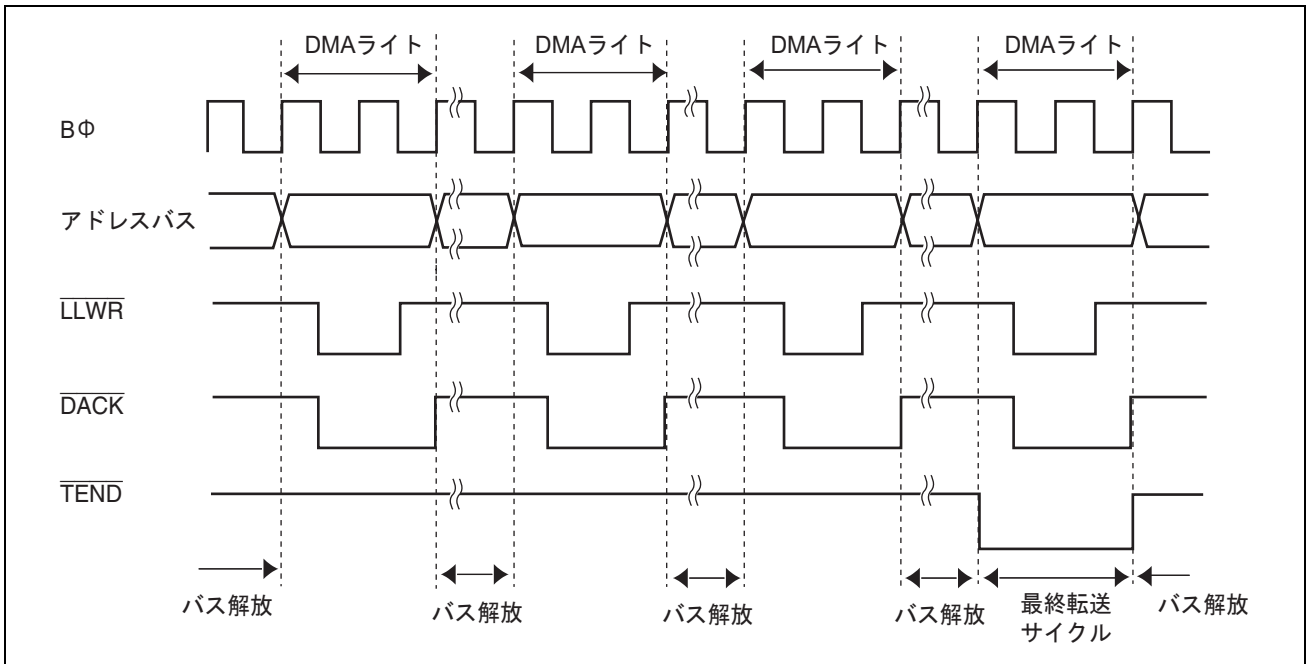 DMAライト
DMAライト
DMAライト
DMAライト
BΦ
アドレスバス
LLWR
DACK
TEND
バス解放
バス解放
バス解放
バス解放
最終転送
サイクル
バス解放